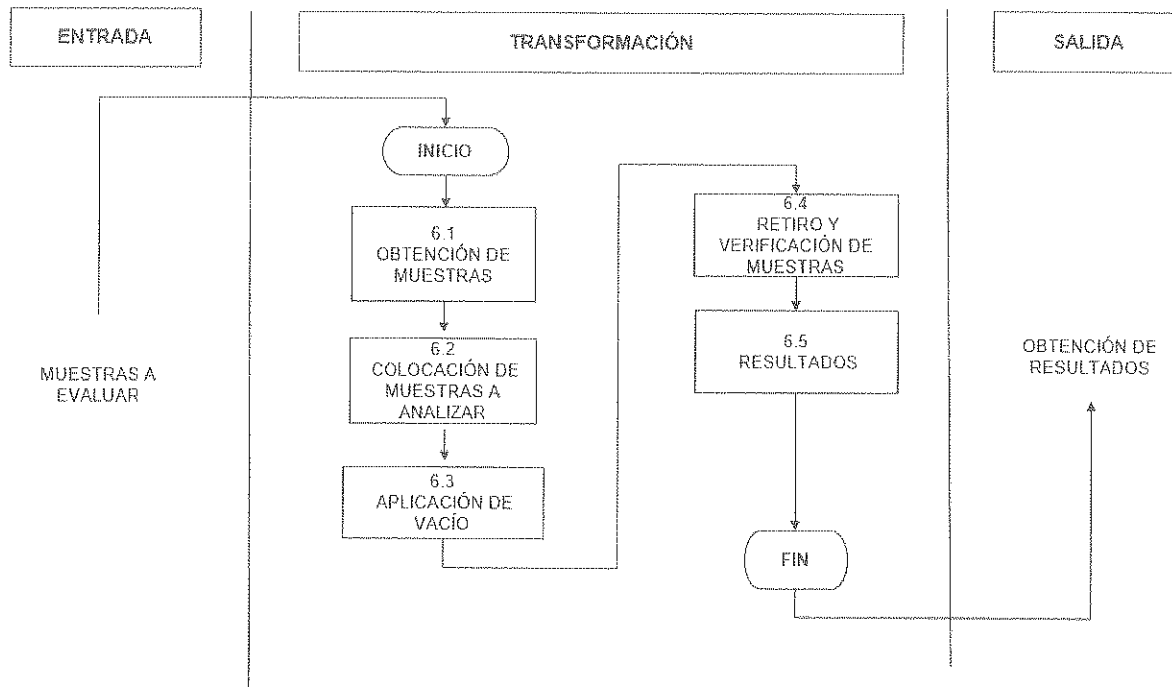 ENTRADA
TRANSFORMACIÓN
SALIDA
MUESTRAS A
EVALUAR
INICIO
6.1
OBTENCIÓN DE
MUESTRAS
6.2
COLOCACIÓN DE
MUESTRAS A
ANALIZAR
6.3
APLICACIÓN DE
VACÍO
6.4
RETIRO Y
VERIFICACIÓN DE
MUESTRAS
6.5
RESULTADOS
FIN
OBTENCIÓN DE
RESULTADOS